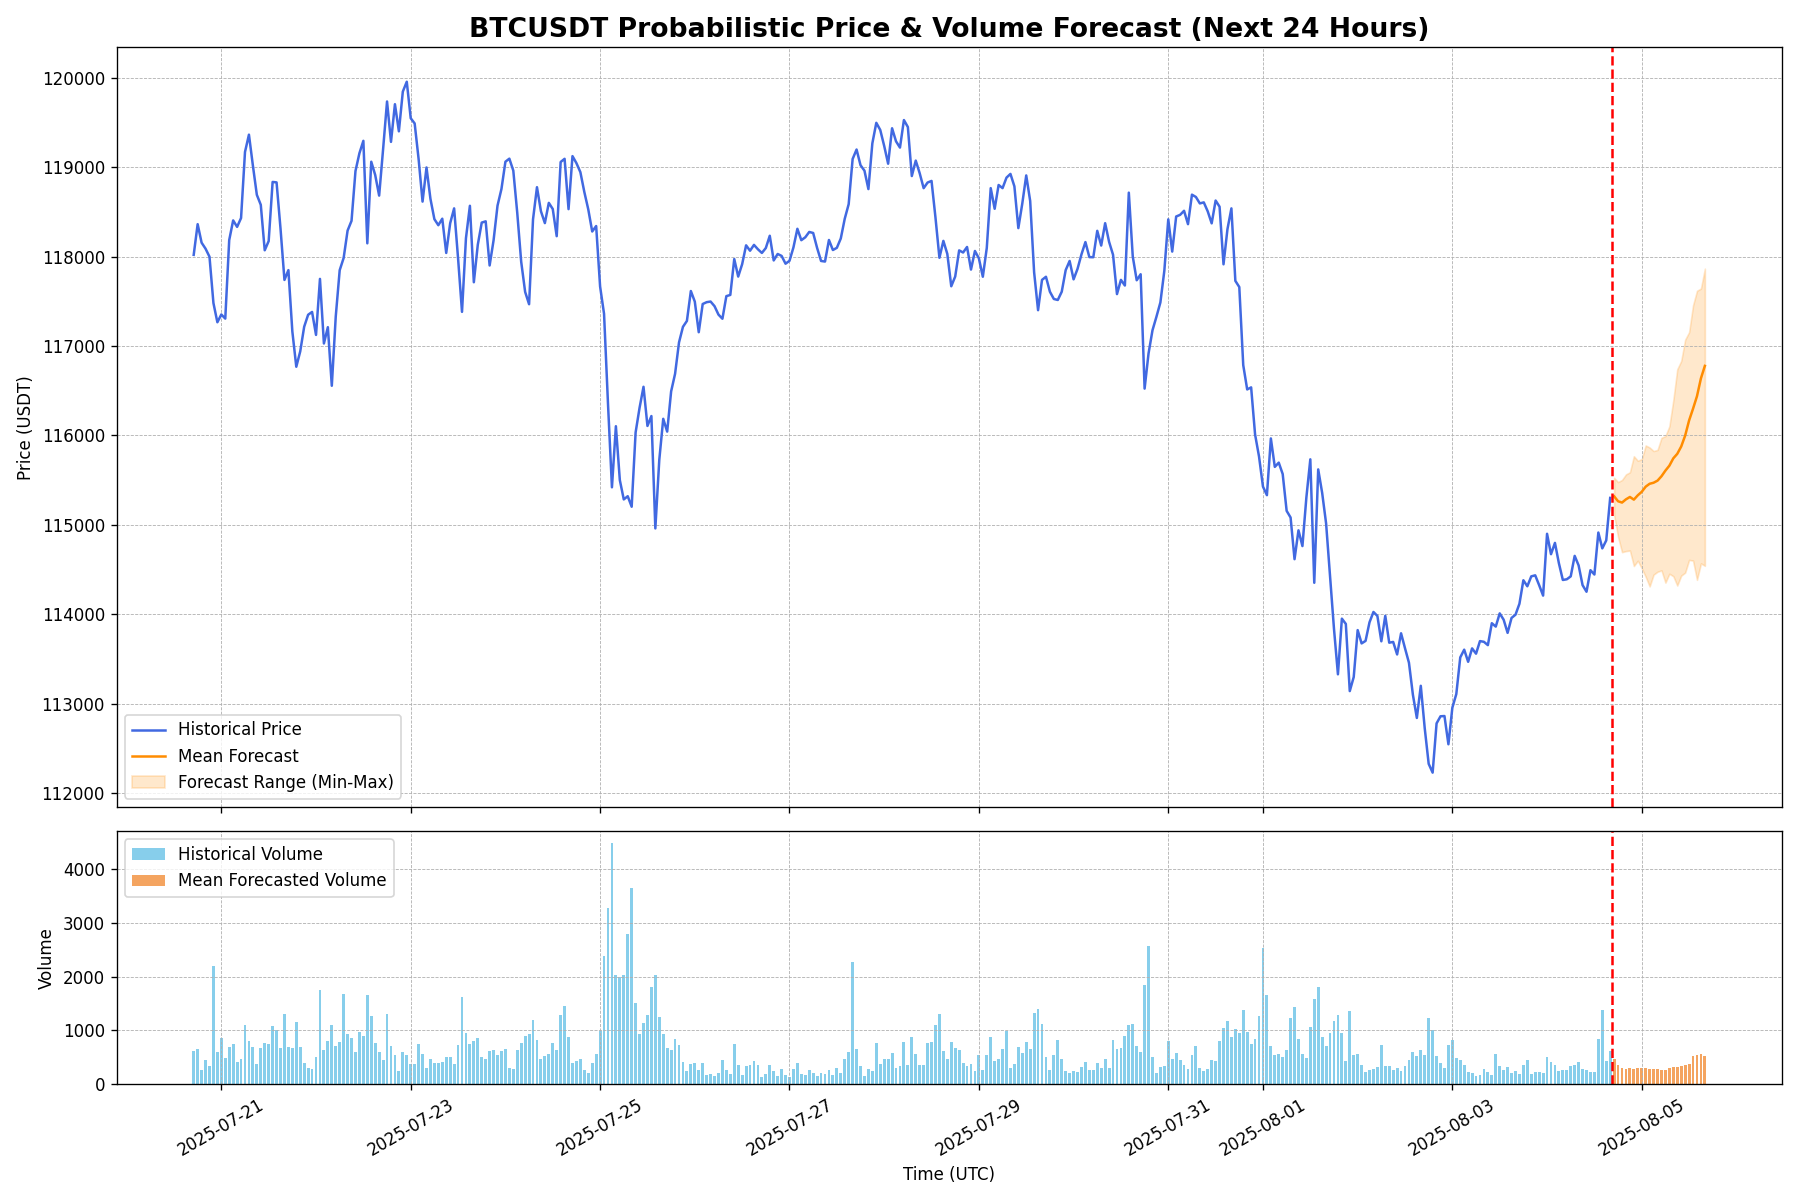 BTCUSDT Probabilistic Price & Volume Forecast (Next 24 Hours)
120000
119000
118000
117000
116000
115000
114000
113000
112000
Price (USDT)
Historical Price
Mean Forecast
Forecast Range (Min-Max)
Historical Volume
Mean Forecasted Volume
4000
3000
2000
1000
0
Volume
2025-07-21
2025-07-23
2025-07-25
2025-07-27
2025-07-29
2025-07-31
2025-08-01
2025-08-03
2025-08-05
Time (UTC)